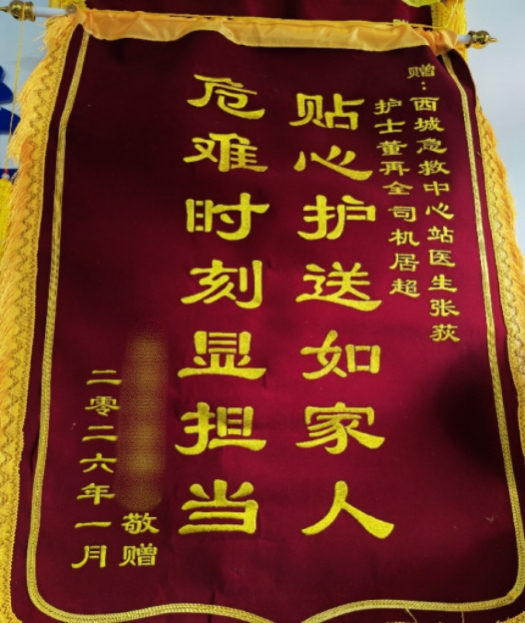 赠：西城急救中心站医生张荻
护士董再全 司机居超
贴心护送如家人
危难时刻显担当
敬赠
二零二六年一月